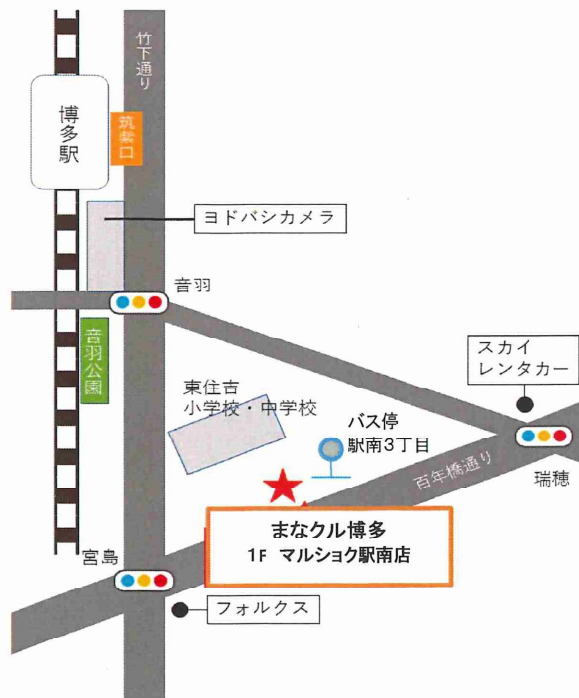 竹下通り
博多駅
筑紫口
ヨドバシカメラ
音羽
音羽公園
スカイ
レンタカー
東住吉
小学校・中学校
バス停
駅南3丁目
百年橋通り
瑞穂
まなクル博多
1F マルショク駅南店
宮島
フォルクス